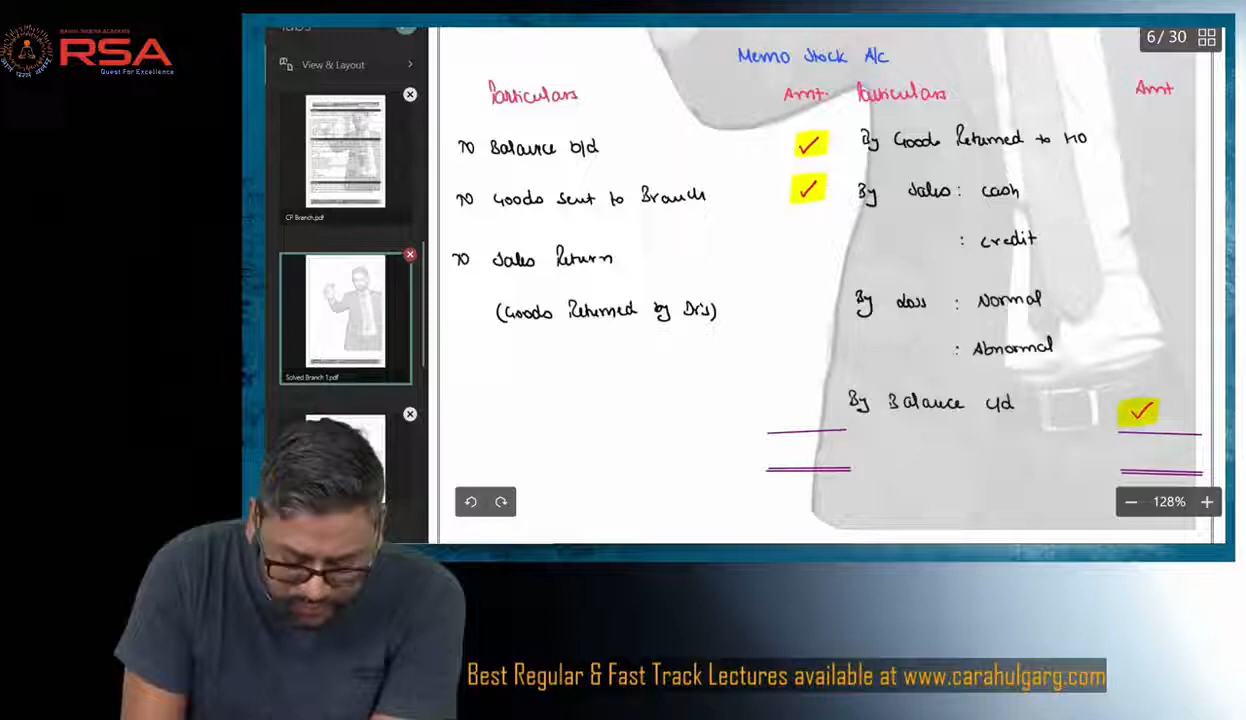 RAHUL SHARMA ACADEMY
RSA
Quest For Excellence
View & Layout
6 / 30
CP Branch.pdf
Solved Branch 1.pdf
Memo Stock A/c
Particulars Amt. Particulars Amt
To Balance b/d By Goods Returned to HO
To Goods Sent to Branch By Sales : cash
: credit
To Sales Return
(Goods Returned by Drs) By Loss : Normal
: Abnormal
By Balance c/d
128%
Best Regular & Fast Track Lectures available at www.carahulgarg.com